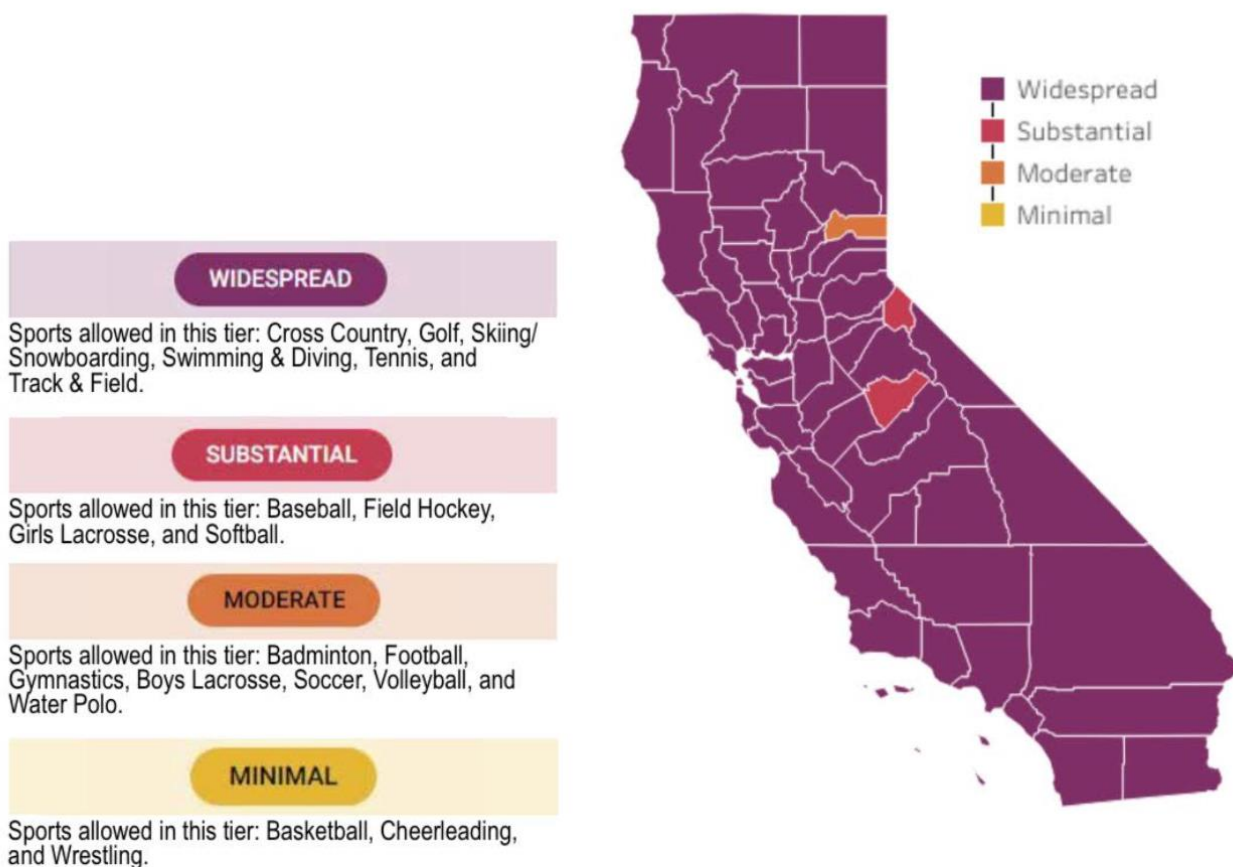 WIDESPREAD
Sports allowed in this tier: Cross Country, Golf, Skiing/
Snowboarding, Swimming & Diving, Tennis, and
Track & Field.
SUBSTANTIAL
Sports allowed in this tier: Baseball, Field Hockey,
Girls Lacrosse, and Softball.
MODERATE
Sports allowed in this tier: Badminton, Football,
Gymnastics, Boys Lacrosse, Soccer, Volleyball, and
Water Polo.
MINIMAL
Sports allowed in this tier: Basketball, Cheerleading,
and Wrestling.
Widespread
Substantial
Moderate
Minimal